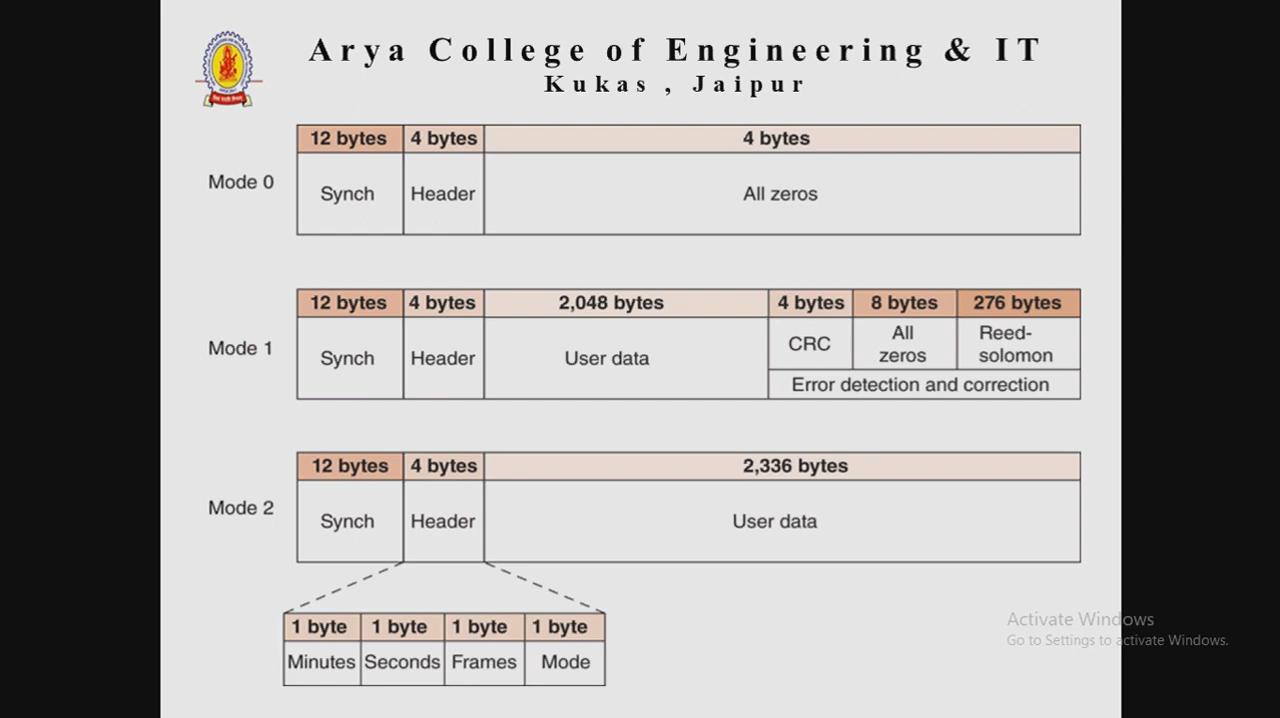 Arya College of Engineering & IT
Kukas , Jaipur
12 bytes 4 bytes 4 bytes
Mode 0
Synch Header All zeros
12 bytes 4 bytes 2,048 bytes 4 bytes 8 bytes 276 bytes
Mode 1
Synch Header User data CRC All zeros Reed-solomon
Error detection and correction
12 bytes 4 bytes 2,336 bytes
Mode 2
Synch Header User data
1 byte 1 byte 1 byte 1 byte
Minutes Seconds Frames Mode
Activate Windows
Go to Settings to activate Windows.